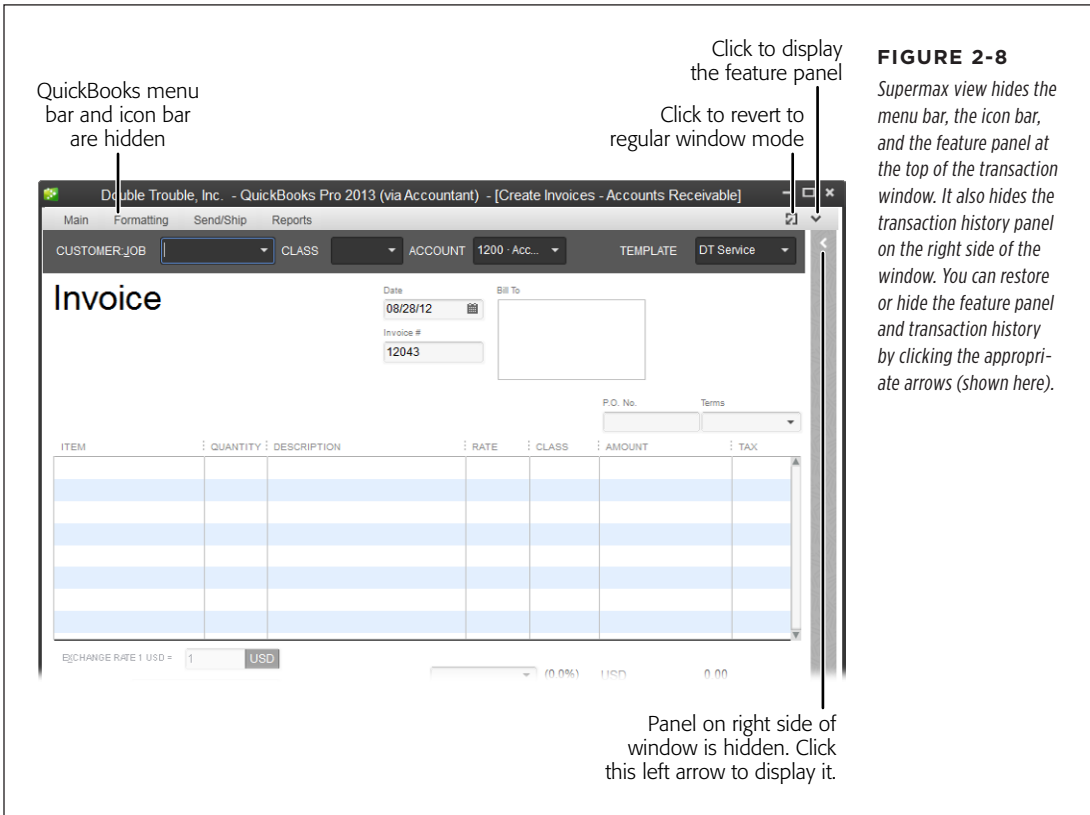 Click to display
the feature panel
QuickBooks menu
bar and icon bar
are hidden
Click to revert to
regular window mode
Double Trouble, Inc. - QuickBooks Pro 2013 (via Accountant) - [Create Invoices - Accounts Receivable]
Main Formatting Send/Ship Reports
CUSTOMER:JOB CLASS ACCOUNT 1200 · Acc... TEMPLATE DT Service
Invoice
Date Bill To
08/28/12
Invoice #
12043
P.O. No. Terms
ITEM QUANTITY DESCRIPTION RATE CLASS AMOUNT TAX
EXCHANGE RATE 1 USD = 1 USD
(0.0%) USD 0.00
Panel on right side of
window is hidden. Click
this left arrow to display it.
FIGURE 2-8
Supermax view hides the
menu bar, the icon bar,
and the feature panel at
the top of the transaction
window. It also hides the
transaction history panel
on the right side of the
window. You can restore
or hide the feature panel
and transaction history
by clicking the appropri-
ate arrows (shown here).